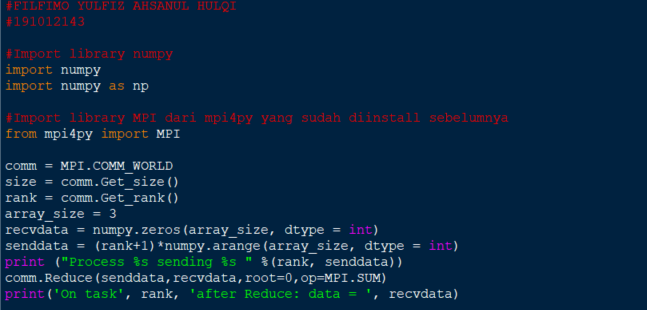 #FILFIMO YULFIZ AHSANUL HULQI
#191012143
#Import library numpy
import numpy
import numpy as np
#Import library MPI dari mpi4py yang sudah diinstall sebelumnya
from mpi4py import MPI
comm = MPI.COMM_WORLD
size = comm.Get_size()
rank = comm.Get_rank()
array_size = 3
recvdata = numpy.zeros(array_size, dtype = int)
senddata = (rank+1)*numpy.arange(array_size, dtype = int)
print ("Process %s sending %s " %(rank, senddata))
comm.Reduce(senddata,recvdata,root=0,op=MPI.SUM)
print('On task', rank, 'after Reduce: data = ', recvdata)